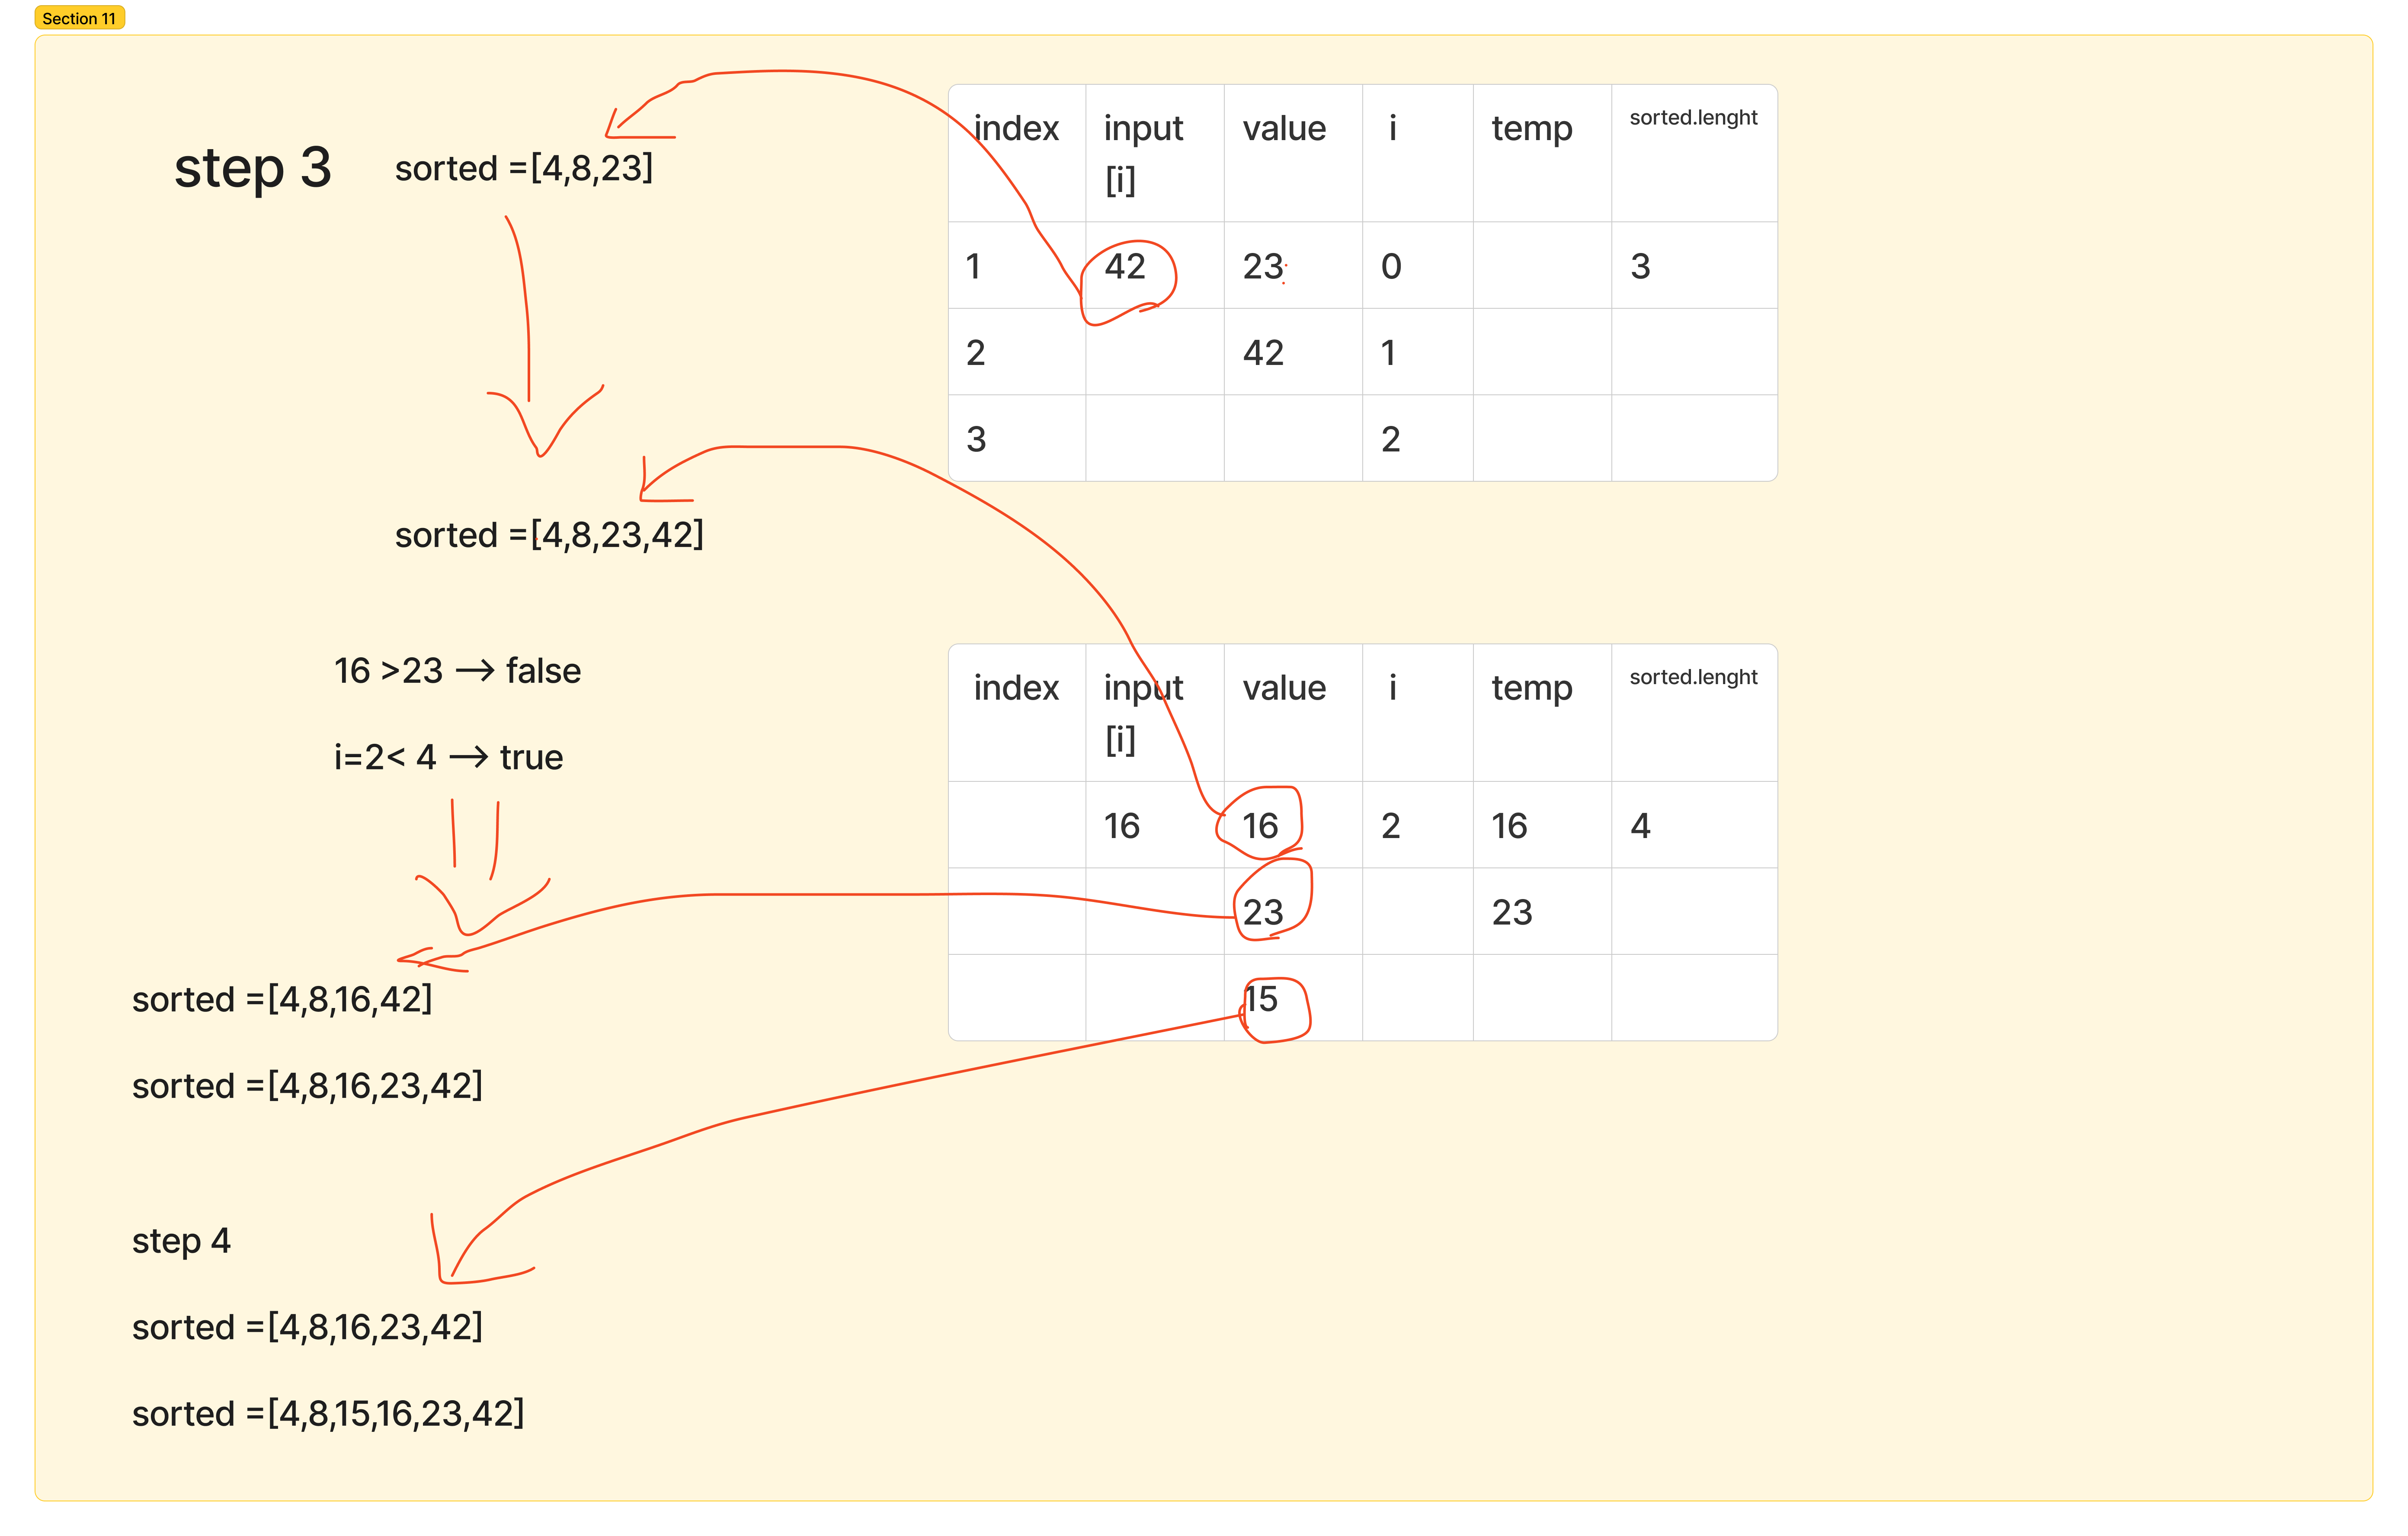 Section 11
step 3
sorted =[4,8,23]
index input [i] value i temp sorted.lenght
1 42 23 0 3
2 42 1
3 2
sorted =[4,8,23,42]
16 >23 → false
i=2< 4 → true
index input [i] value i temp sorted.lenght
16 16 2 16 4
23 23
15
sorted =[4,8,16,42]
sorted =[4,8,16,23,42]
step 4
sorted =[4,8,16,23,42]
sorted =[4,8,15,16,23,42]